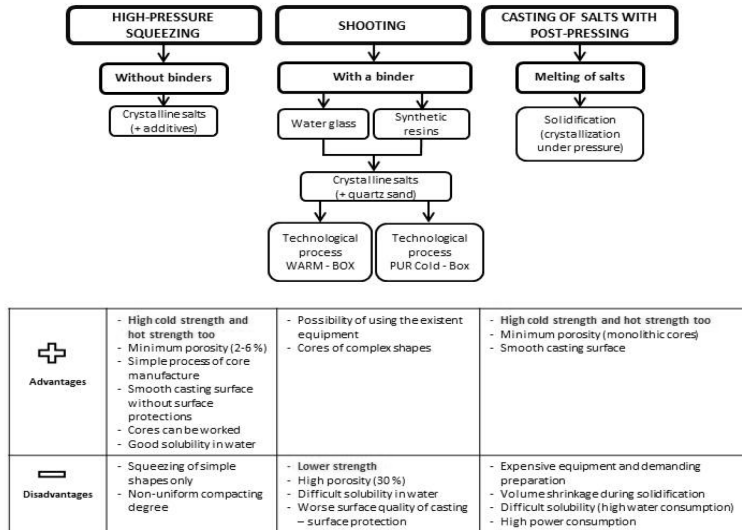 HIGH-PRESSURE
SQUEEZING
Without binders
Crystalline salts
(+ additives)
SHOOTING
With a binder
Water glass
Synthetic
resins
Crystalline salts
(+ quartz sand)
Technological
process
WARM - BOX
Technological
process
PUR Cold - Box
CASTING OF SALTS WITH
POST-PRESSING
Melting of salts
Solidification
(crystallization
under pressure)
Advantages
- High cold strength and
hot strength too
- Minimum porosity (2-6 %)
- Simple process of core
manufacture
- Smooth casting surface
without surface
protections
- Cores can be worked
- Good solubility in water
- Possibility of using the existent
equipment
- Cores of complex shapes
- High cold strength and hot strength too
- Minimum porosity (monolithic cores)
- Smooth casting surface
Disadvantages
- Squeezing of simple
shapes only
- Non-uniform compacting
degree
- Lower strength
- High porosity (30 %)
- Difficult solubility in water
- Worse surface quality of casting
– surface protection
- Expensive equipment and demanding
preparation
- Volume shrinkage during solidification
- Difficult solubility (high water consumption)
- High power consumption